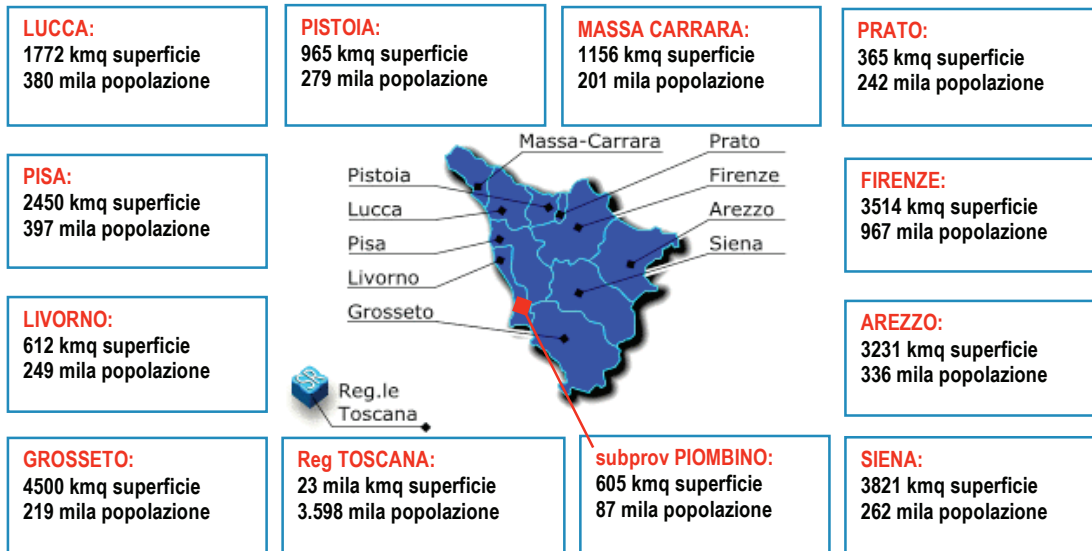 LUCCA:
1772 kmq superficie
380 mila popolazione
PISTOIA:
965 kmq superficie
279 mila popolazione
MASSA CARRARA:
1156 kmq superficie
201 mila popolazione
PRATO:
365 kmq superficie
242 mila popolazione
PISA:
2450 kmq superficie
397 mila popolazione
Massa-Carrara
Pistoia
Lucca
Pisa
Livorno
Grosseto
Prato
Firenze
Arezzo
Siena
FIRENZE:
3514 kmq superficie
967 mila popolazione
LIVORNO:
612 kmq superficie
249 mila popolazione
SR
Reg.le
Toscana
AREZZO:
3231 kmq superficie
336 mila popolazione
GROSSETO:
4500 kmq superficie
219 mila popolazione
Reg TOSCANA:
23 mila kmq superficie
3.598 mila popolazione
subprov PIOMBINO:
605 kmq superficie
87 mila popolazione
SIENA:
3821 kmq superficie
262 mila popolazione